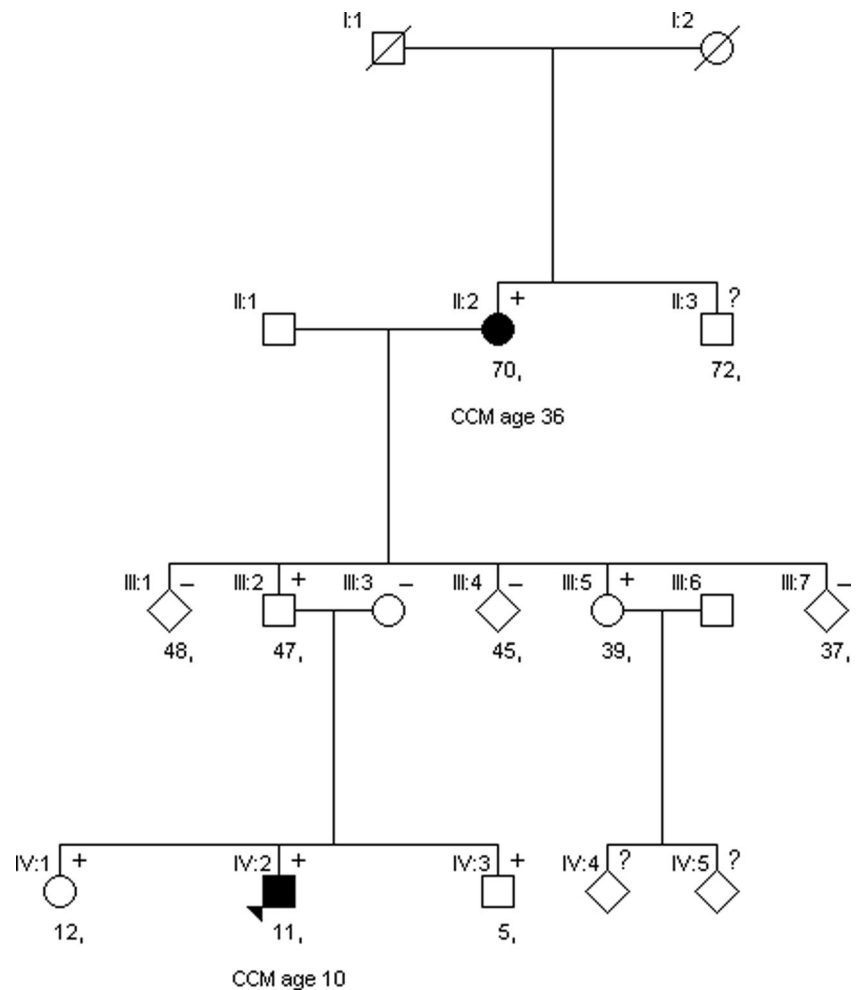 I:1 I:2
II:1 II:2 + II:3 ?
70, 72,
CCM age 36
III:1 – III:2 + III:3 – III:4 – III:5 + III:6 III:7 –
48, 47, 45, 39, 37,
IV:1 + IV:2 + IV:3 + IV:4 ? IV:5 ?
12, 11, 5,
CCM age 10